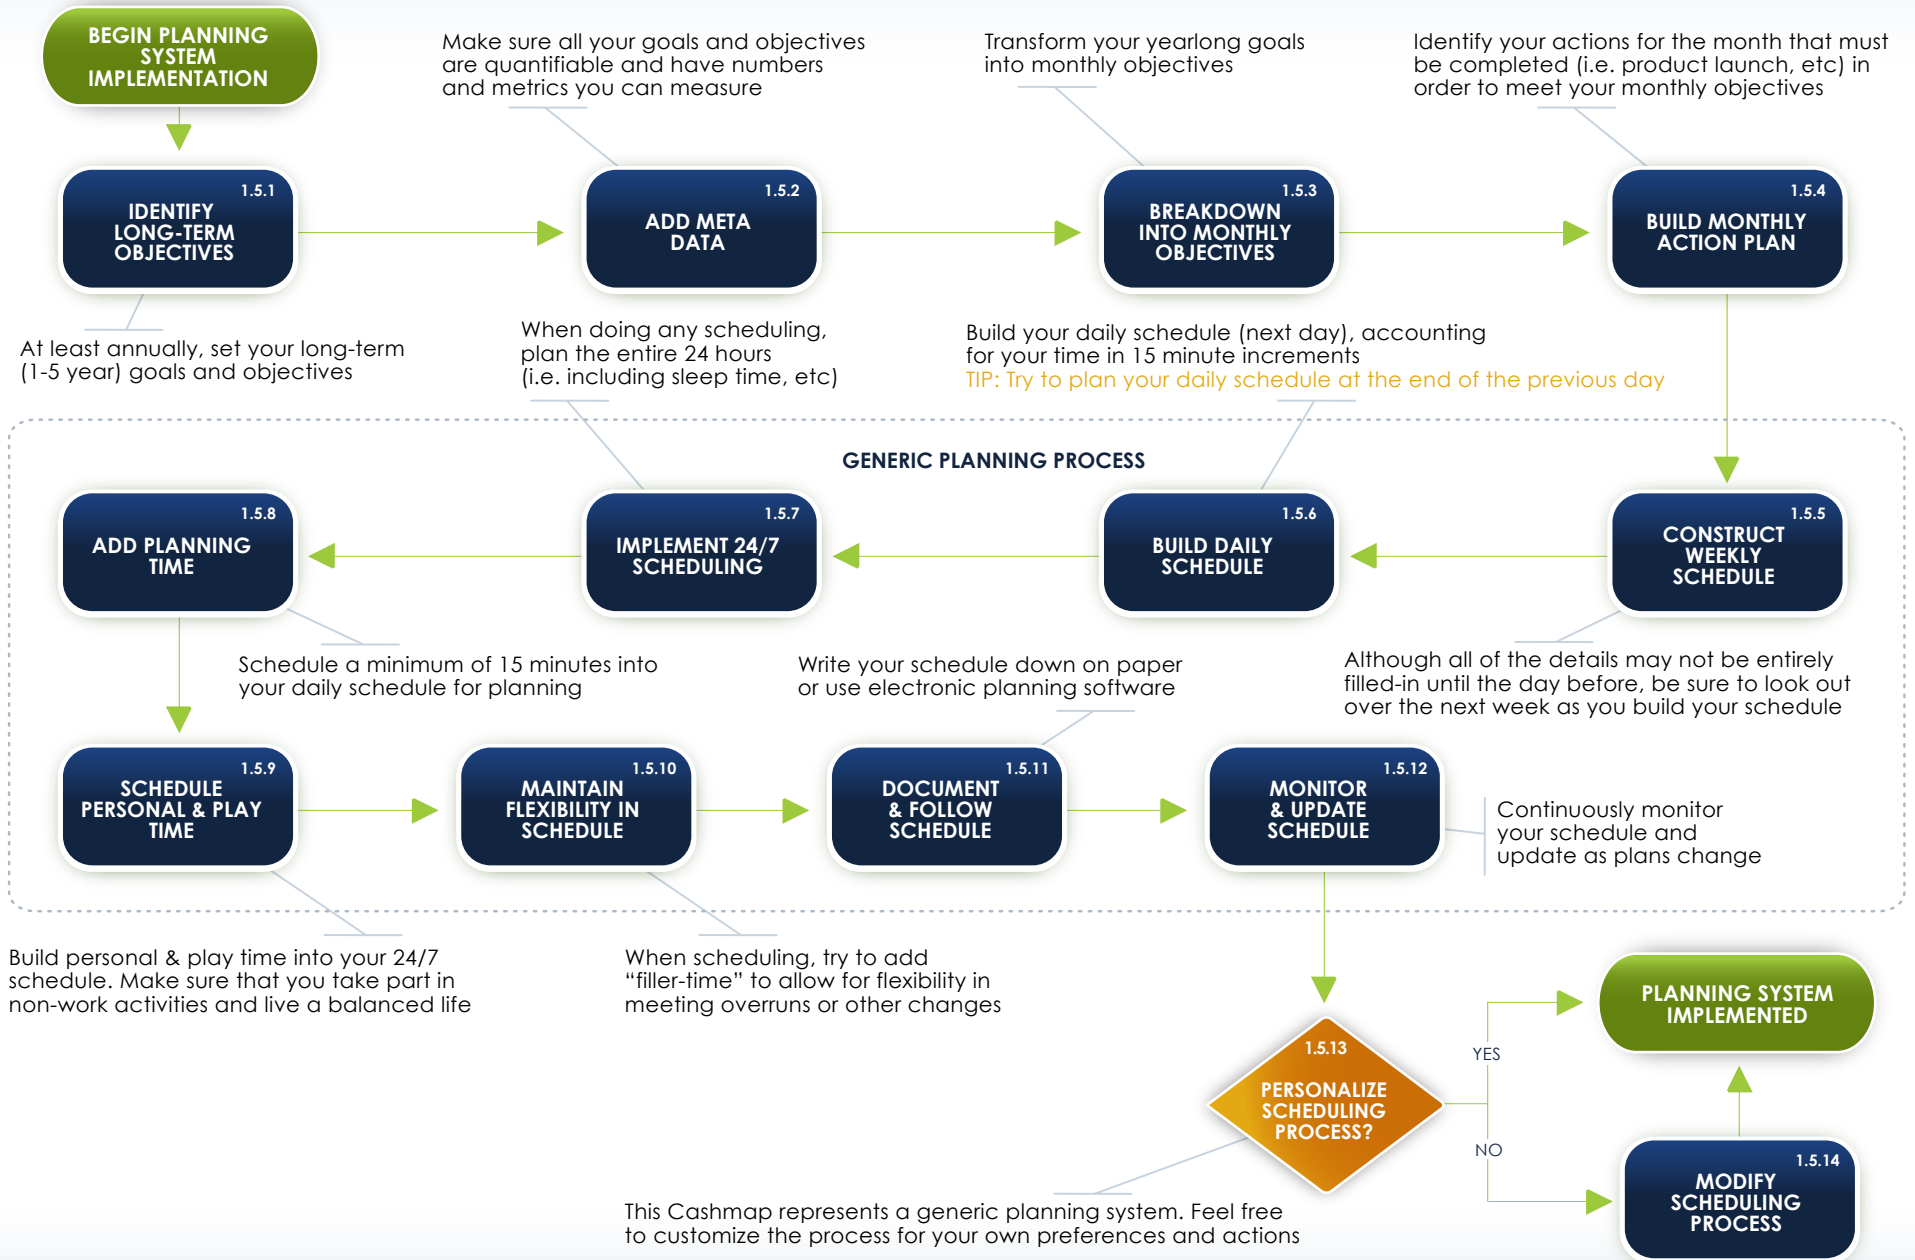 BEGIN PLANNING
SYSTEM
IMPLEMENTATION
Make sure all your goals and objectives
are quantifiable and have numbers
and metrics you can measure
Transform your yearlong goals
into monthly objectives
Identify your actions for the month that must
be completed (i.e. product launch, etc) in
order to meet your monthly objectives
1.5.1
IDENTIFY
LONG-TERM
OBJECTIVES
1.5.2
ADD META
DATA
1.5.3
BREAKDOWN
INTO MONTHLY
OBJECTIVES
1.5.4
BUILD MONTHLY
ACTION PLAN
At least annually, set your long-term
(1-5 year) goals and objectives
When doing any scheduling,
plan the entire 24 hours
(i.e. including sleep time, etc)
Build your daily schedule (next day), accounting
for your time in 15 minute increments
TIP: Try to plan your daily schedule at the end of the previous day
GENERIC PLANNING PROCESS
1.5.8
ADD PLANNING
TIME
1.5.7
IMPLEMENT 24/7
SCHEDULING
1.5.6
BUILD DAILY
SCHEDULE
1.5.5
CONSTRUCT
WEEKLY
SCHEDULE
Schedule a minimum of 15 minutes into
your daily schedule for planning
Write your schedule down on paper
or use electronic planning software
Although all of the details may not be entirely
filled-in until the day before, be sure to look out
over the next week as you build your schedule
1.5.9
SCHEDULE
PERSONAL & PLAY
TIME
1.5.10
MAINTAIN
FLEXIBILITY IN
SCHEDULE
1.5.11
DOCUMENT
& FOLLOW
SCHEDULE
1.5.12
MONITOR
& UPDATE
SCHEDULE
Continuously monitor
your schedule and
update as plans change
Build personal & play time into your 24/7
schedule. Make sure that you take part in
non-work activities and live a balanced life
When scheduling, try to add
“filler-time” to allow for flexibility in
meeting overruns or other changes
PLANNING SYSTEM
IMPLEMENTED
1.5.13
PERSONALIZE
SCHEDULING
PROCESS?
YES
NO
1.5.14
MODIFY
SCHEDULING
PROCESS
This Cashmap represents a generic planning system. Feel free
to customize the process for your own preferences and actions